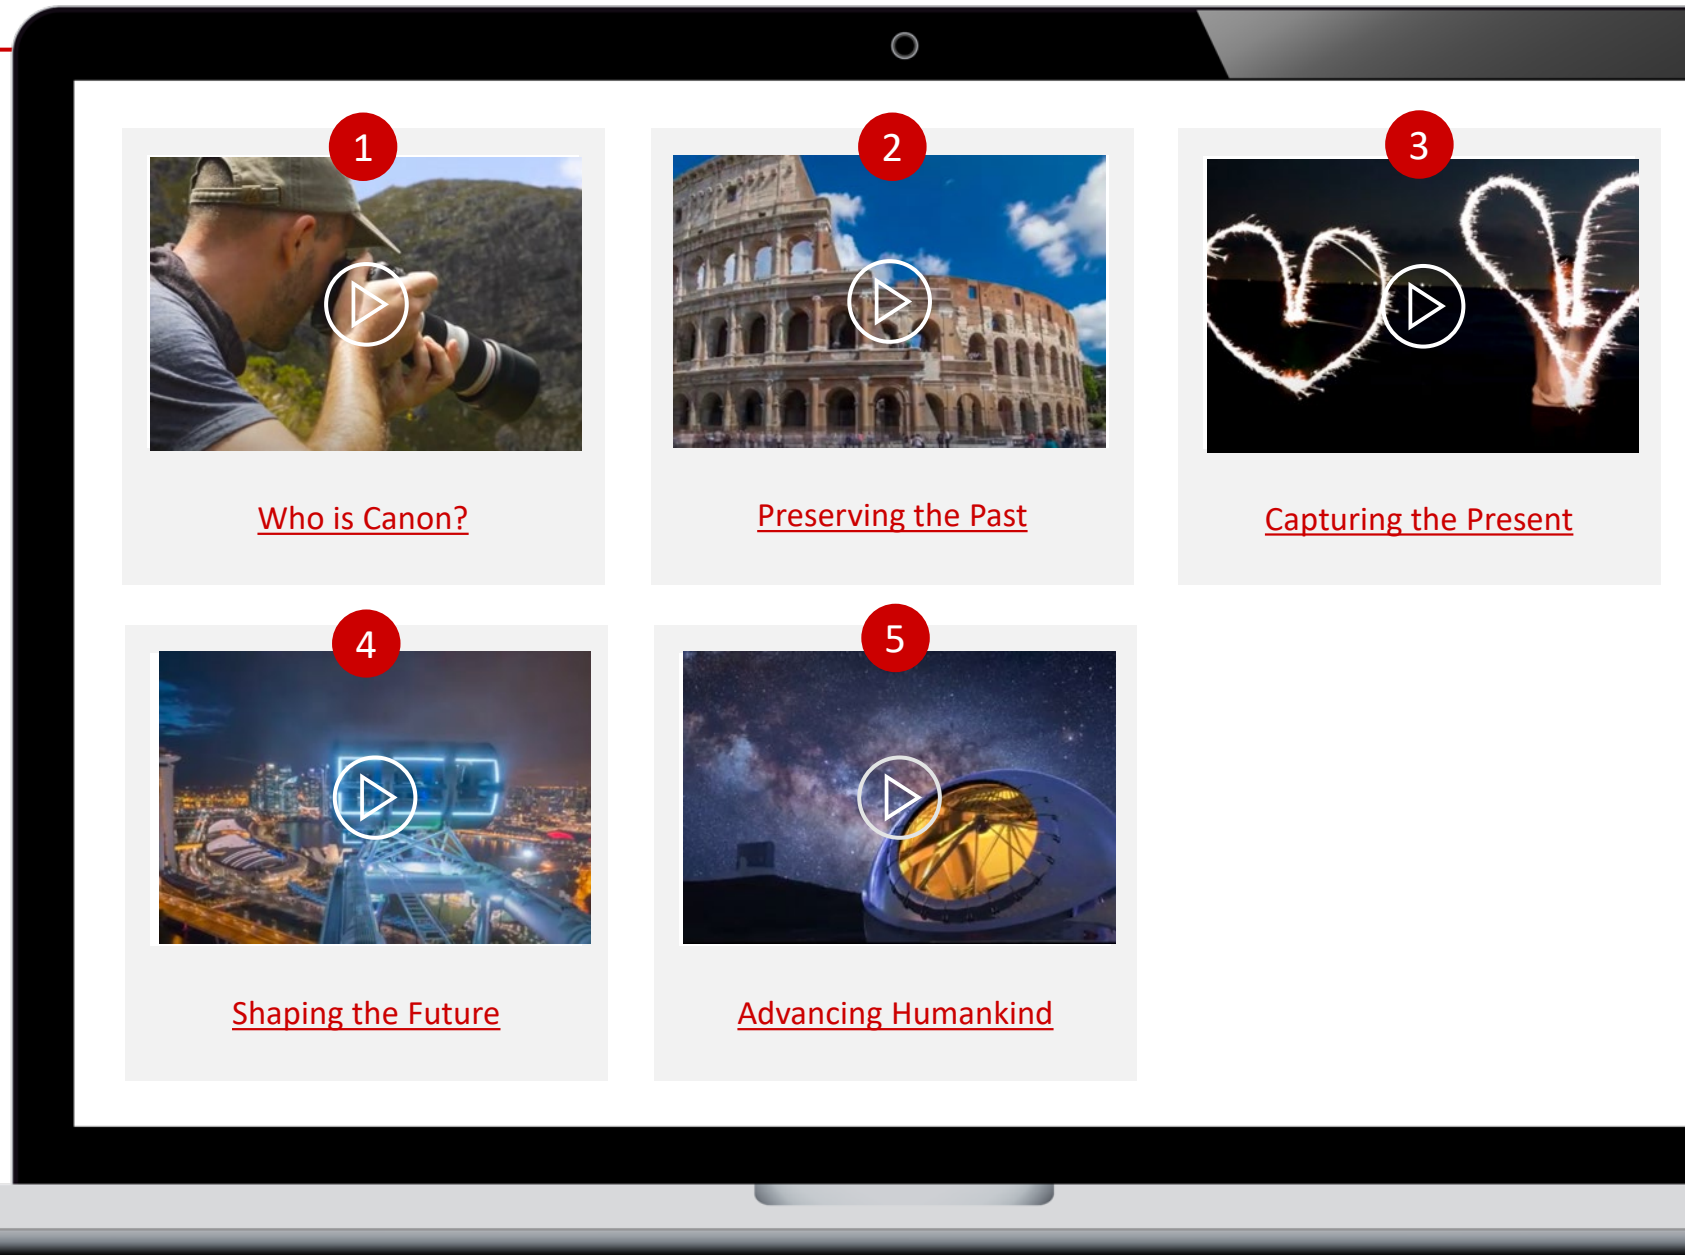 1
2
3
Who is Canon?
Preserving the Past
Capturing the Present
4
5
Shaping the Future
Advancing Humankind